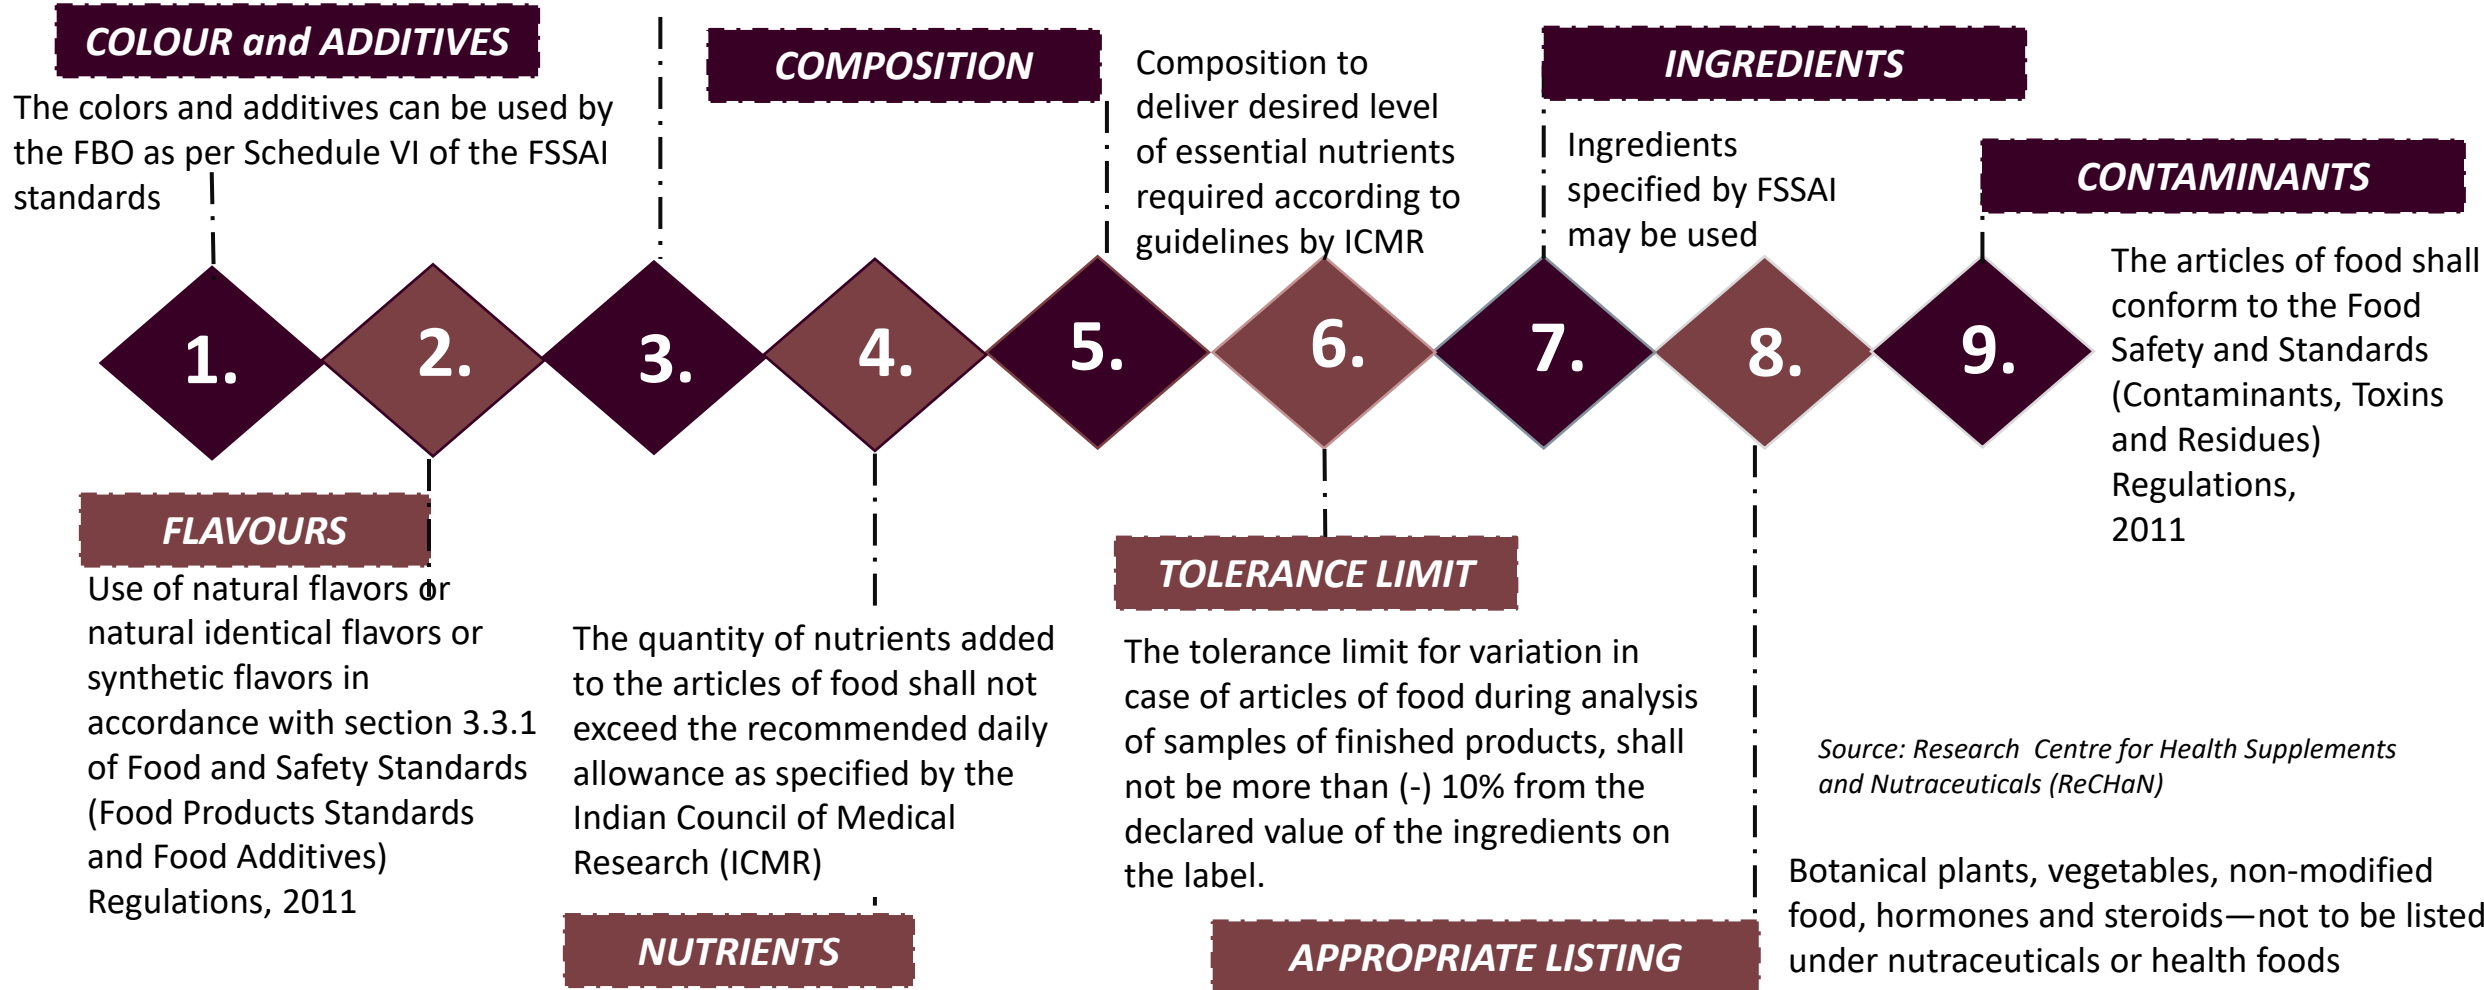 COLOUR and ADDITIVES
The colors and additives can be used by
the FBO as per Schedule VI of the FSSAI
standards
COMPOSITION
Composition to
deliver desired level
of essential nutrients
required according to
guidelines by ICMR
INGREDIENTS
Ingredients
specified by FSSAI
may be used
CONTAMINANTS
The articles of food shall
conform to the Food
Safety and Standards
(Contaminants, Toxins
and Residues)
Regulations,
2011
1.
2.
3.
4.
5.
6.
7.
8.
9.
FLAVOURS
Use of natural flavors or
natural identical flavors or
synthetic flavors in
accordance with section 3.3.1
of Food and Safety Standards
(Food Products Standards
and Food Additives)
Regulations, 2011
The quantity of nutrients added
to the articles of food shall not
exceed the recommended daily
allowance as specified by the
Indian Council of Medical
Research (ICMR)
NUTRIENTS
TOLERANCE LIMIT
The tolerance limit for variation in
case of articles of food during analysis
of samples of finished products, shall
not be more than (-) 10% from the
declared value of the ingredients on
the label.
APPROPRIATE LISTING
Source: Research Centre for Health Supplements
and Nutraceuticals (ReCHaN)
Botanical plants, vegetables, non-modified
food, hormones and steroids—not to be listed
under nutraceuticals or health foods